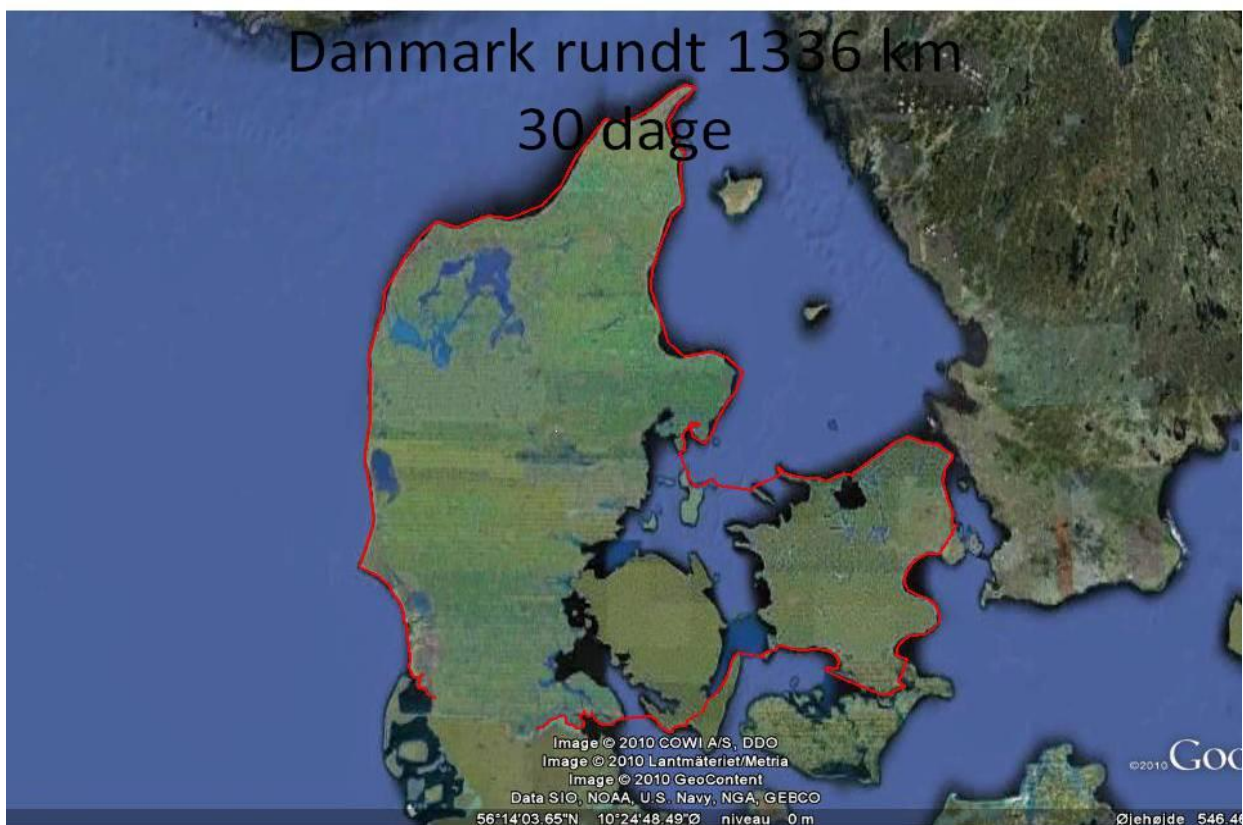 Danmark rundt 1336 km
30 dage
Image © 2010 COWI A/S, DDO
Image © 2010 Lantmäteriet/Metria
Image © 2010 GeoContent
Data SIO, NOAA, U.S. Navy, NGA, GEBCO
©2010 Goo
56°14'03.65"N 10°24'48.49"Ø niveau 0 m Øjehøjde 546.46